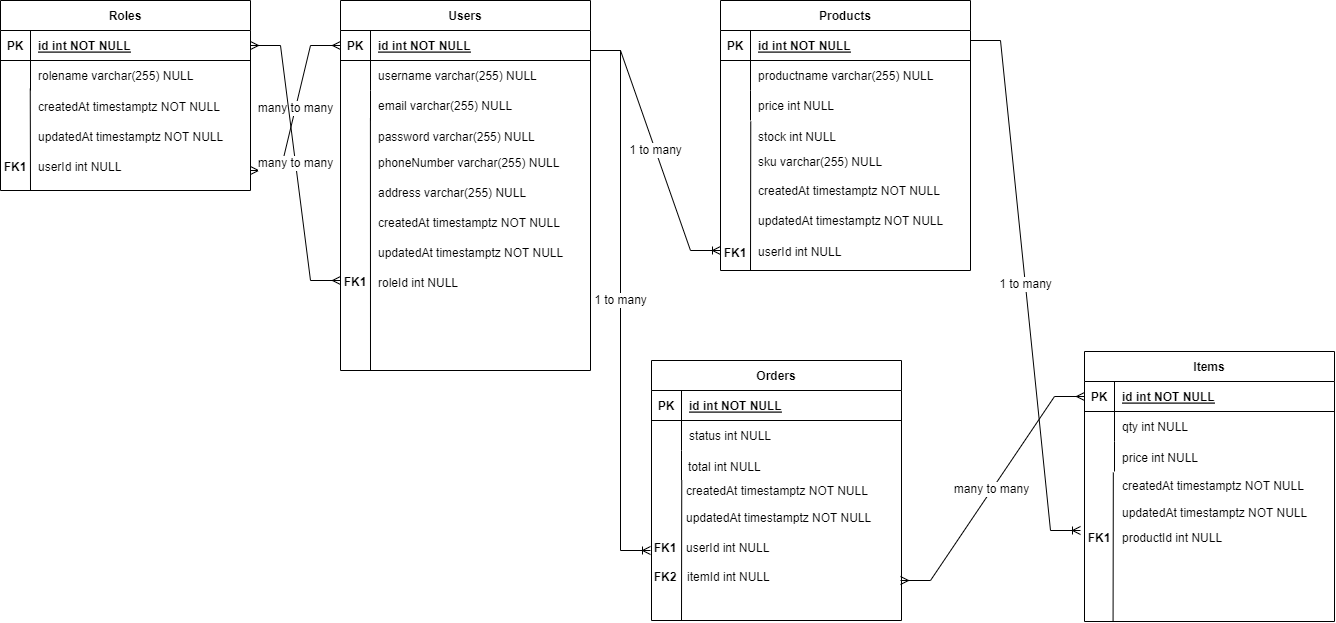 Roles
PK id int NOT NULL
rolename varchar(255) NULL
createdAt timestamptz NOT NULL
updatedAt timestamptz NOT NULL
FK1 userId int NULL
many to many
many to many
Users
PK id int NOT NULL
username varchar(255) NULL
email varchar(255) NULL
password varchar(255) NULL
phoneNumber varchar(255) NULL
address varchar(255) NULL
createdAt timestamptz NOT NULL
updatedAt timestamptz NOT NULL
FK1 roleId int NULL
1 to many
1 to many
Products
PK id int NOT NULL
productname varchar(255) NULL
price int NULL
stock int NULL
sku varchar(255) NULL
createdAt timestamptz NOT NULL
updatedAt timestamptz NOT NULL
FK1 userId int NULL
1 to many
Orders
PK id int NOT NULL
status int NULL
total int NULL
createdAt timestamptz NOT NULL
updatedAt timestamptz NOT NULL
FK1 userId int NULL
FK2 itemId int NULL
many to many
Items
PK id int NOT NULL
qty int NULL
price int NULL
createdAt timestamptz NOT NULL
updatedAt timestamptz NOT NULL
FK1 productId int NULL